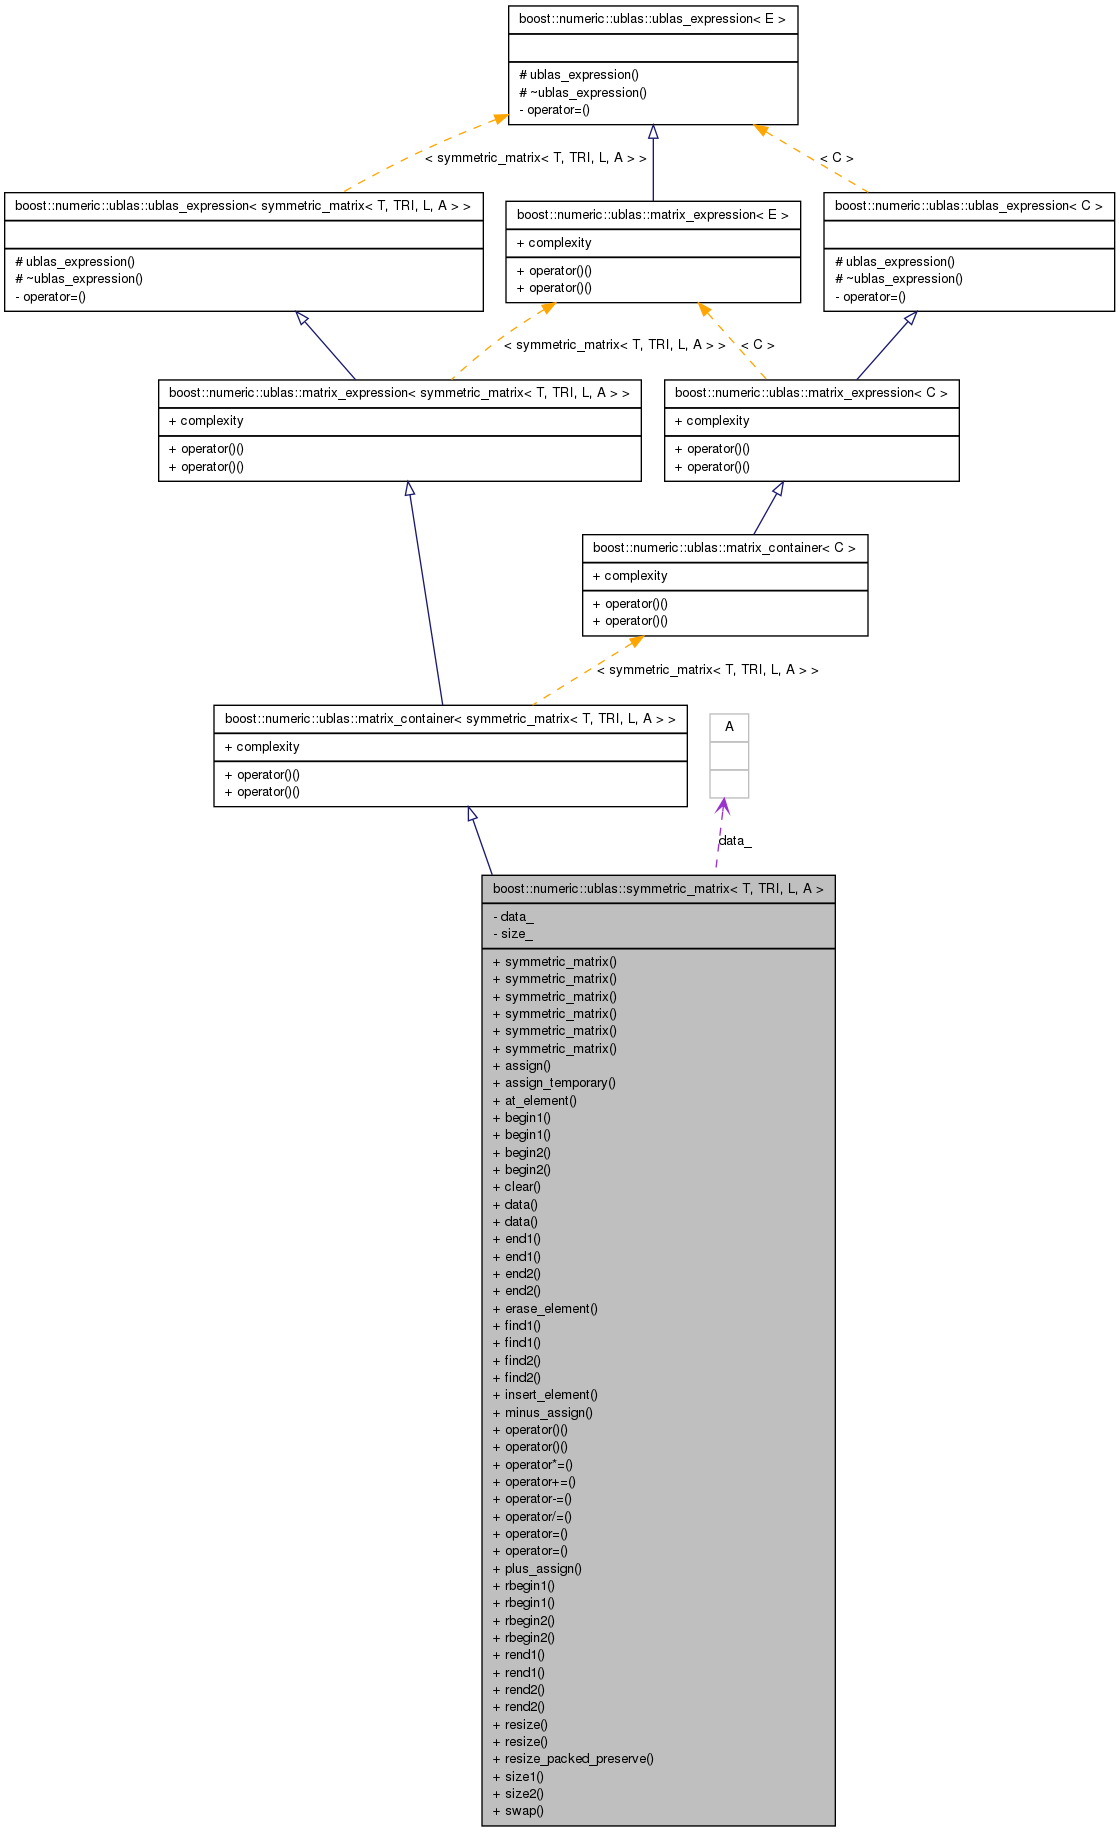 boost::numeric::ublas::ublas_expression< E >
# ublas_expression()
# ~ublas_expression()
- operator=()
< symmetric_matrix< T, TRI, L, A > >
< C >
boost::numeric::ublas::ublas_expression< symmetric_matrix< T, TRI, L, A > >
# ublas_expression()
# ~ublas_expression()
- operator=()
boost::numeric::ublas::matrix_expression< E >
+ complexity
+ operator()()
+ operator()()
boost::numeric::ublas::ublas_expression< C >
# ublas_expression()
# ~ublas_expression()
- operator=()
< symmetric_matrix< T, TRI, L, A > >
< C >
boost::numeric::ublas::matrix_expression< symmetric_matrix< T, TRI, L, A > >
+ complexity
+ operator()()
+ operator()()
boost::numeric::ublas::matrix_expression< C >
+ complexity
+ operator()()
+ operator()()
boost::numeric::ublas::matrix_container< C >
+ complexity
+ operator()()
+ operator()()
< symmetric_matrix< T, TRI, L, A > >
boost::numeric::ublas::matrix_container< symmetric_matrix< T, TRI, L, A > >
+ complexity
+ operator()()
+ operator()()
A
data_
boost::numeric::ublas::symmetric_matrix< T, TRI, L, A >
- data_
- size_
+ symmetric_matrix()
+ symmetric_matrix()
+ symmetric_matrix()
+ symmetric_matrix()
+ symmetric_matrix()
+ symmetric_matrix()
+ assign()
+ assign_temporary()
+ at_element()
+ begin1()
+ begin1()
+ begin2()
+ begin2()
+ clear()
+ data()
+ data()
+ end1()
+ end1()
+ end2()
+ end2()
+ erase_element()
+ find1()
+ find1()
+ find2()
+ find2()
+ insert_element()
+ minus_assign()
+ operator()()
+ operator()()
+ operator*=()
+ operator+=()
+ operator-=()
+ operator/=()
+ operator=()
+ operator=()
+ plus_assign()
+ rbegin1()
+ rbegin1()
+ rbegin2()
+ rbegin2()
+ rend1()
+ rend1()
+ rend2()
+ rend2()
+ resize()
+ resize()
+ resize_packed_preserve()
+ size1()
+ size2()
+ swap()